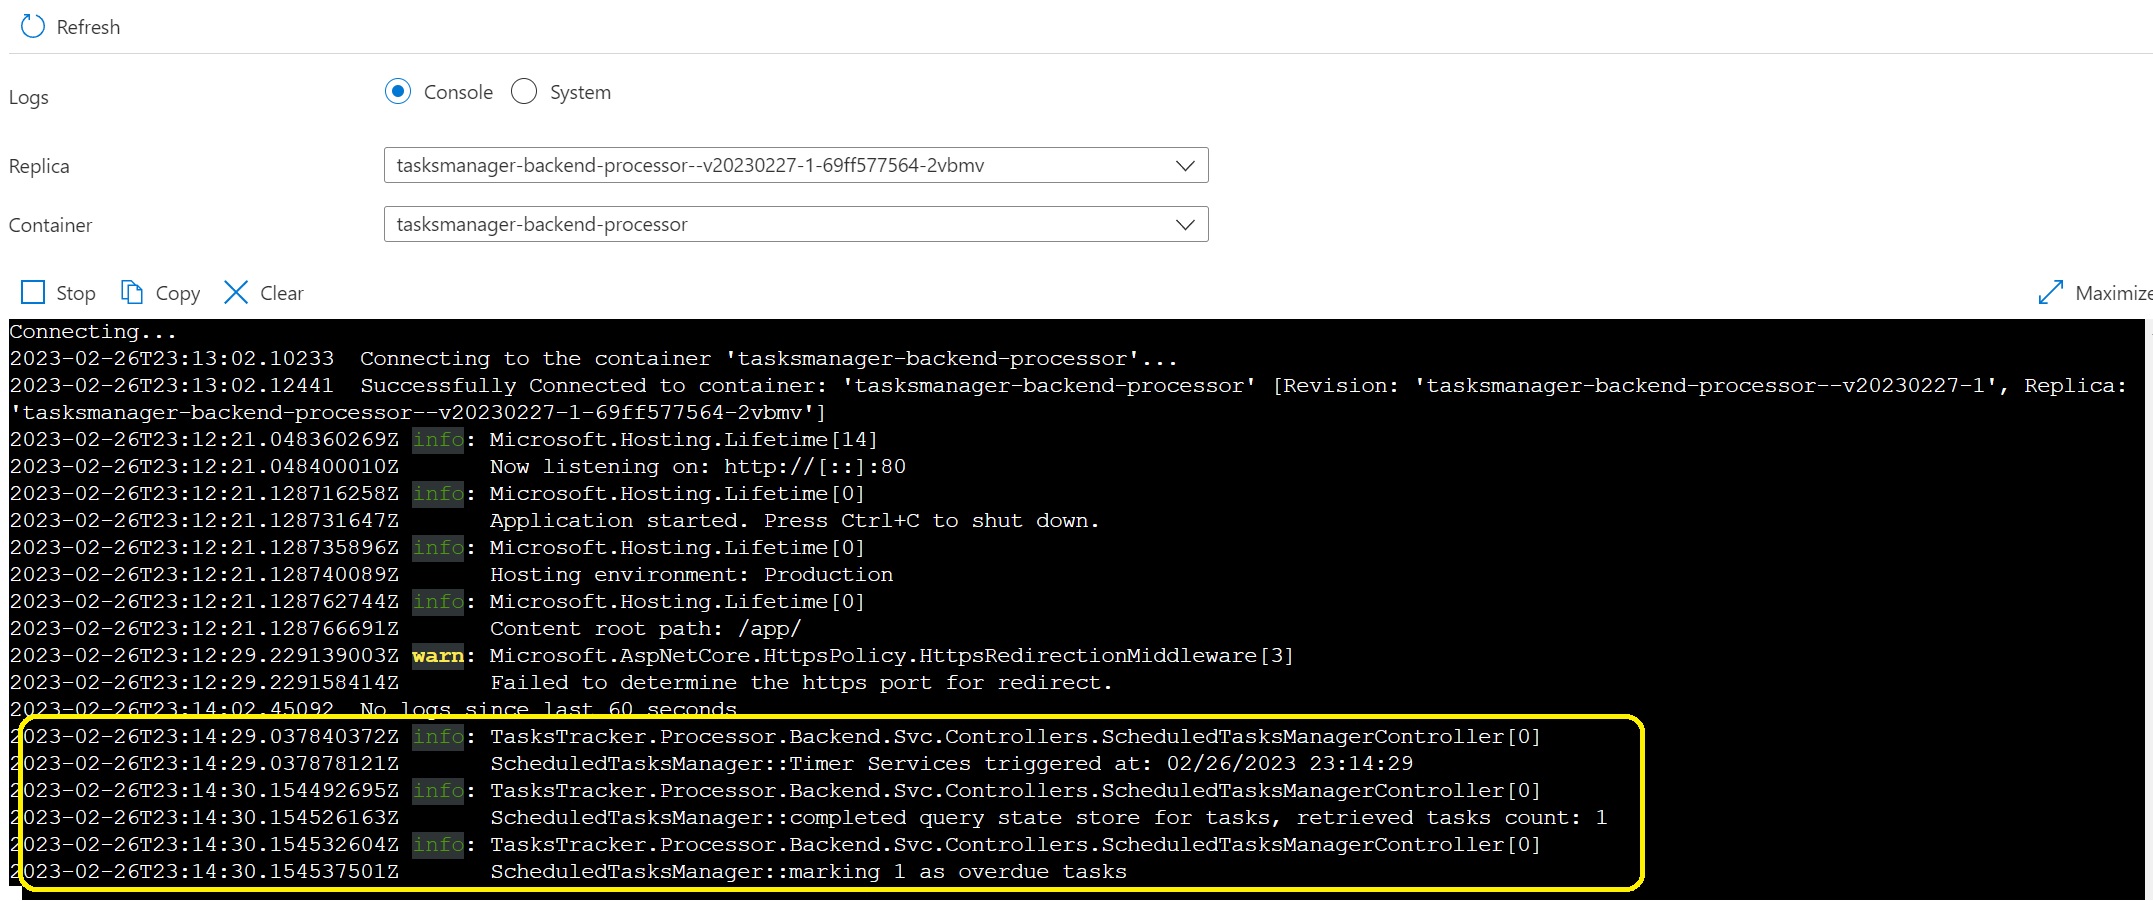 Refresh
Logs
Console
System
Replica
tasksmanager-backend-processor--v20230227-1-69ff577564-2vbmv
Container
tasksmanager-backend-processor
Stop Copy Clear
Maximize
Connecting...
2023-02-26T23:13:02.10233  Connecting to the container 'tasksmanager-backend-processor'...
2023-02-26T23:13:02.12441  Successfully Connected to container: 'tasksmanager-backend-processor' [Revision: 'tasksmanager-backend-processor--v20230227-1', Replica:
'tasksmanager-backend-processor--v20230227-1-69ff577564-2vbmv']
2023-02-26T23:12:21.048360269Z info: Microsoft.Hosting.Lifetime[14]
2023-02-26T23:12:21.048400010Z       Now listening on: http://[::]:80
2023-02-26T23:12:21.128716258Z info: Microsoft.Hosting.Lifetime[0]
2023-02-26T23:12:21.128731647Z       Application started. Press Ctrl+C to shut down.
2023-02-26T23:12:21.128735896Z info: Microsoft.Hosting.Lifetime[0]
2023-02-26T23:12:21.128740089Z       Hosting environment: Production
2023-02-26T23:12:21.128762744Z info: Microsoft.Hosting.Lifetime[0]
2023-02-26T23:12:21.128766691Z       Content root path: /app/
2023-02-26T23:12:29.229139003Z warn: Microsoft.AspNetCore.HttpsPolicy.HttpsRedirectionMiddleware[3]
2023-02-26T23:12:29.229158414Z       Failed to determine the https port for redirect.
2023-02-26T23:14:02.45092  No logs since last 60 seconds
2023-02-26T23:14:29.037840372Z info: TasksTracker.Processor.Backend.Svc.Controllers.ScheduledTasksManagerController[0]
2023-02-26T23:14:29.037878121Z       ScheduledTasksManager::Timer Services triggered at: 02/26/2023 23:14:29
2023-02-26T23:14:30.154492695Z info: TasksTracker.Processor.Backend.Svc.Controllers.ScheduledTasksManagerController[0]
2023-02-26T23:14:30.154526163Z       ScheduledTasksManager::completed query state store for tasks, retrieved tasks count: 1
2023-02-26T23:14:30.154532604Z info: TasksTracker.Processor.Backend.Svc.Controllers.ScheduledTasksManagerController[0]
2023-02-26T23:14:30.154537501Z       ScheduledTasksManager::marking 1 as overdue tasks